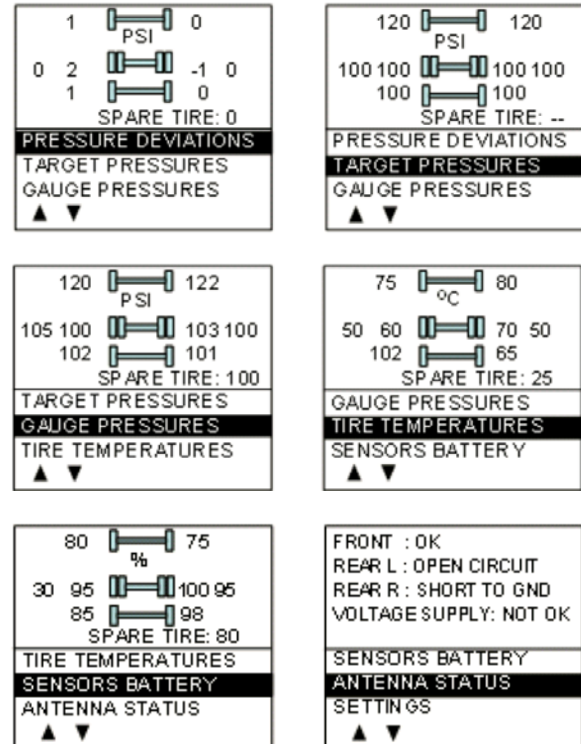 1 0
PSI
0 2 -1 0
1 0
SPARE TIRE: 0
PRESSURE DEVIATIONS
TARGET PRESSURES
GAUGE PRESSURES
▲ ▼
120 120
PSI
100 100 100 100
100 100
SPARE TIRE: --
PRESSURE DEVIATIONS
TARGET PRESSURES
GAUGE PRESSURES
▲ ▼
120 122
PSI
105 100 103 100
102 101
SPARE TIRE: 100
TARGET PRESSURES
GAUGE PRESSURES
TIRE TEMPERATURES
▲ ▼
75 80
ºC
50 60 70 50
102 65
SPARE TIRE: 25
GAUGE PRESSURES
TIRE TEMPERATURES
SENSORS BATTERY
▲ ▼
80 75
%
30 95 100 95
85 98
SPARE TIRE: 80
TIRE TEMPERATURES
SENSORS BATTERY
ANTENNA STATUS
▲ ▼
FRONT : OK
REAR L : OPEN CIRCUIT
REAR R : SHORT TO GND
VOLTAGE SUPPLY: NOT OK
SENSORS BATTERY
ANTENNA STATUS
SETTINGS
▲ ▼